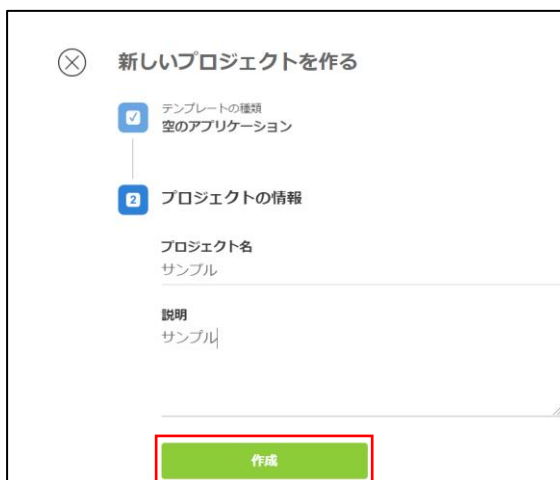 新しいプロジェクトを作る
テンプレートの種類
空のアプリケーション
2
プロジェクトの情報
プロジェクト名
サンプル
説明
サンプル
作成